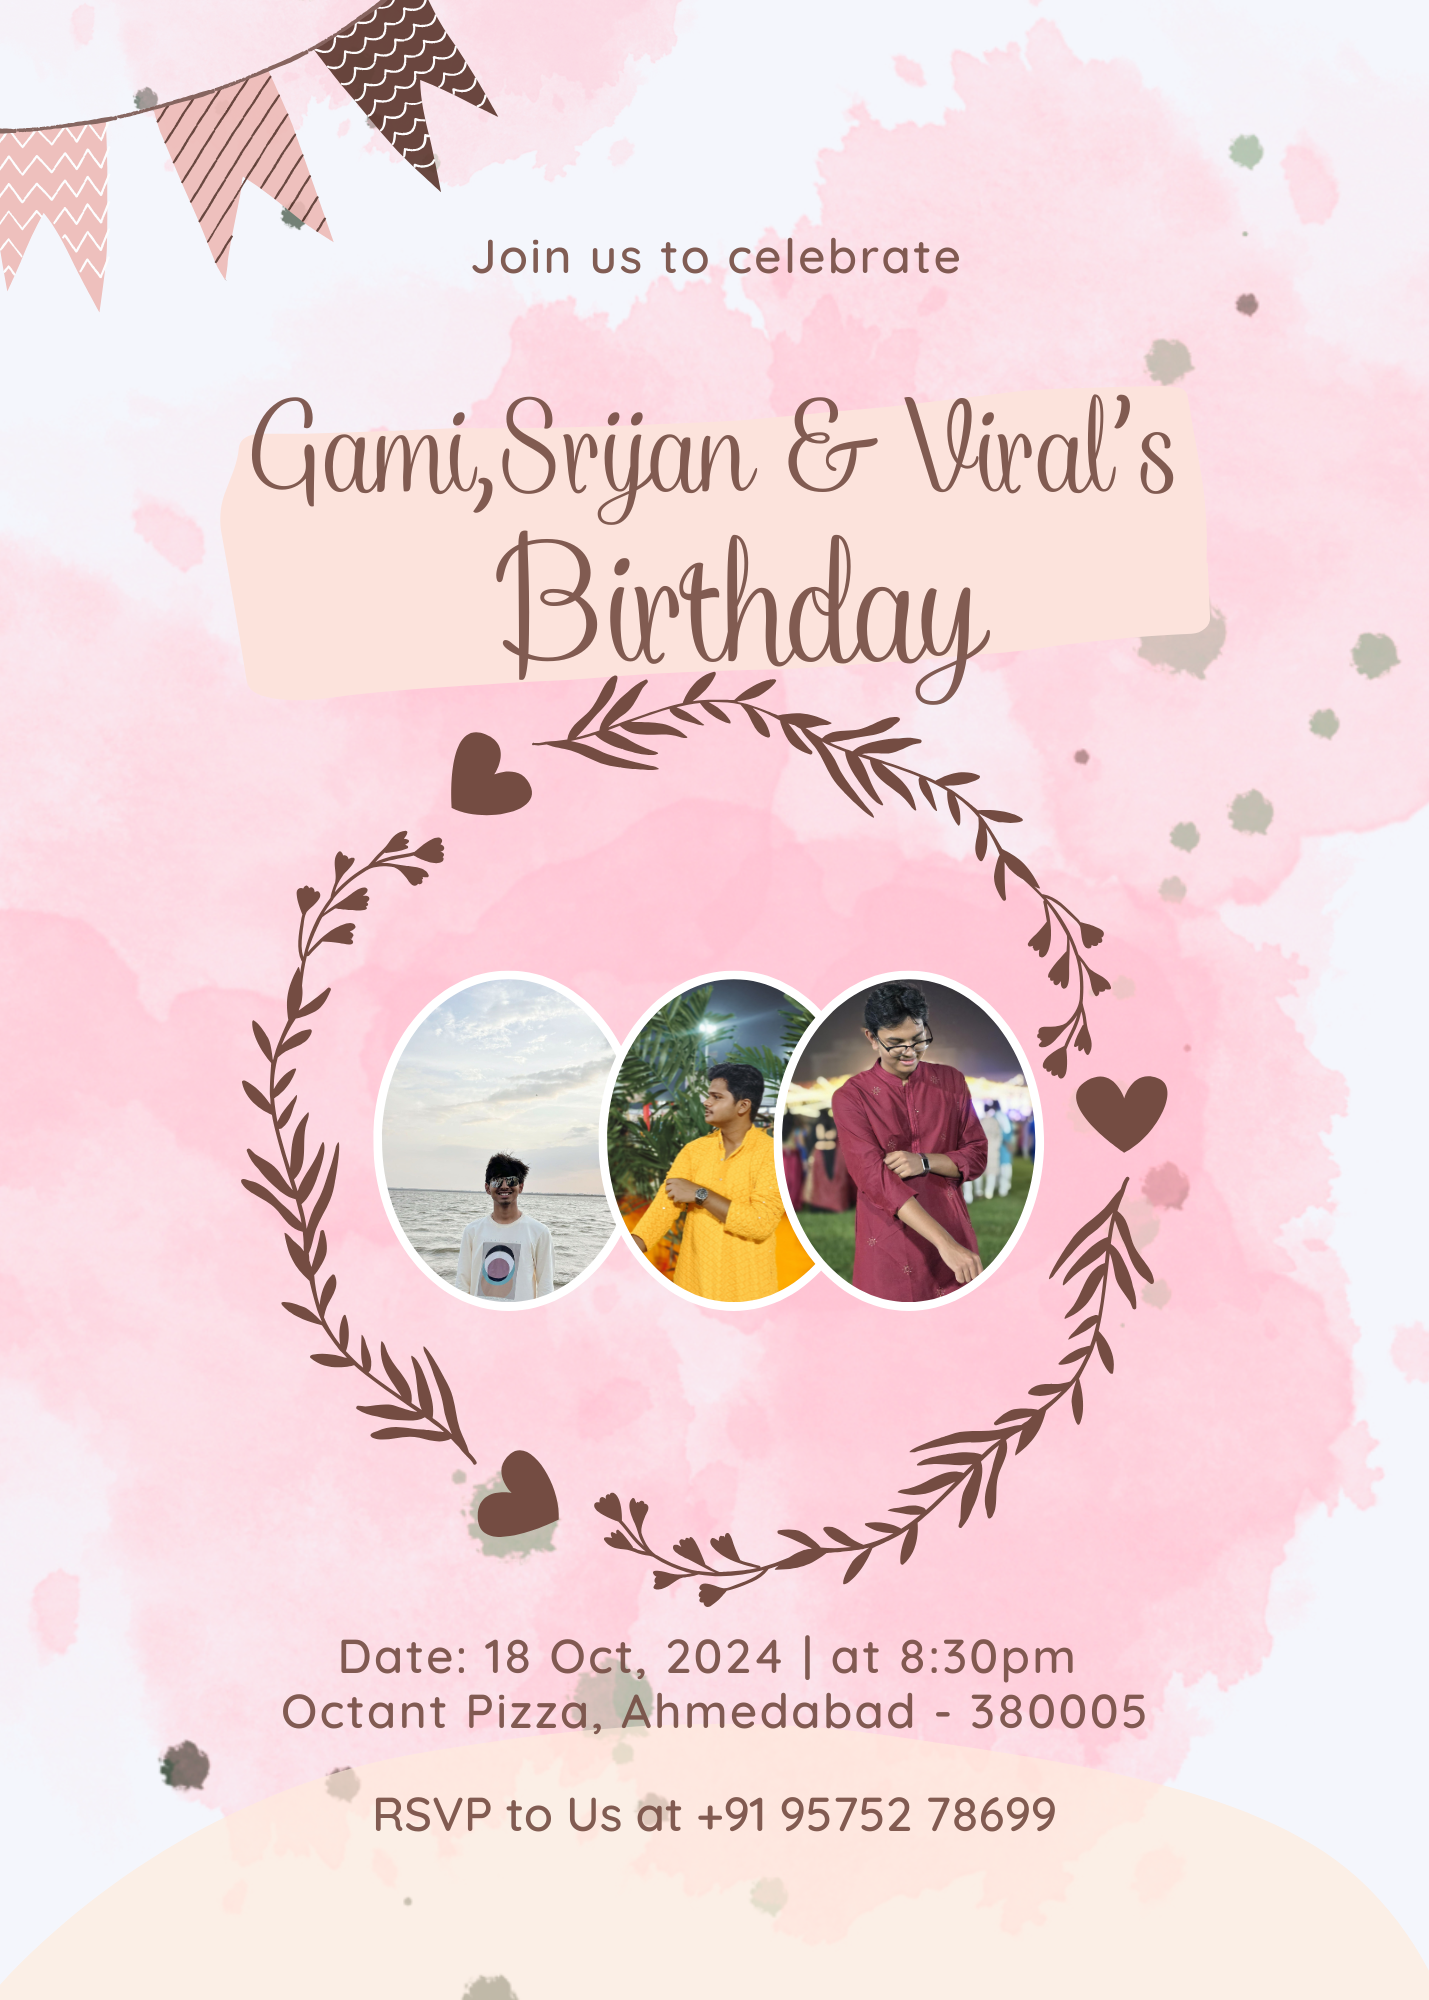 Join us to celebrate
Gami,Srijan & Viral's
Birthday
Date: 18 Oct, 2024 | at 8:30pm
Octant Pizza, Ahmedabad - 380005
RSVP to Us at +91 95752 78699